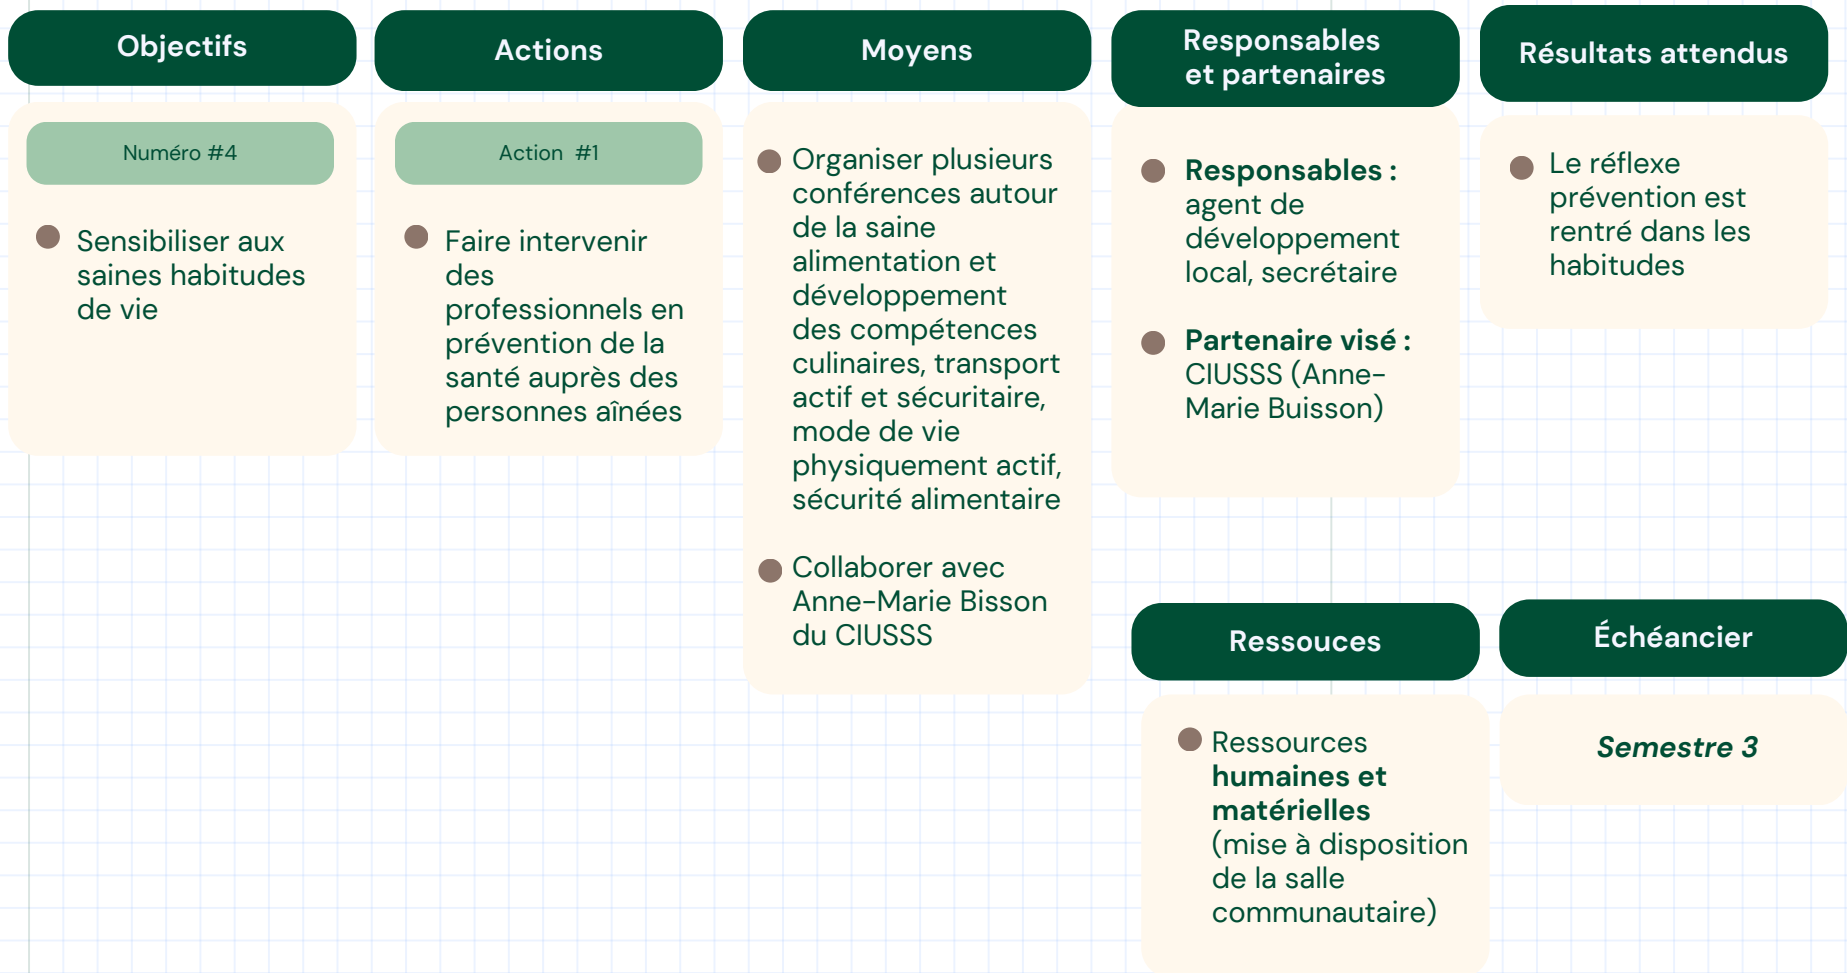 Objectifs
Numéro #4
Sensibiliser aux
saines habitudes
de vie
Actions
Action #1
Faire intervenir
des
professionnels en
prévention de la
santé auprès des
personnes aînées
Moyens
Organiser plusieurs
conférences autour
de la saine
alimentation et
développement
des compétences
culinaires, transport
actif et sécuritaire,
mode de vie
physiquement actif,
sécurité alimentaire
Collaborer avec
Anne-Marie Bisson
du CIUSSS
Responsables
et partenaires
Responsables :
agent de
développement
local, secrétaire
Partenaire visé :
CIUSSS (Anne-
Marie Buisson)
Résultats attendus
Le réflexe
prévention est
rentré dans les
habitudes
Ressouces
Ressources
humaines et
matérielles
(mise à disposition
de la salle
communautaire)
Échéancier
Semestre 3